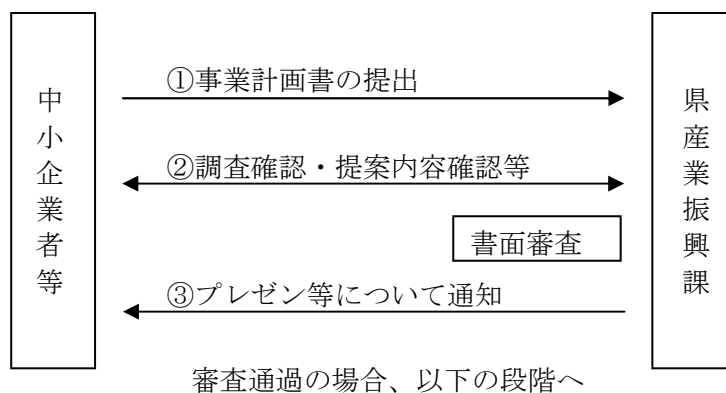 中小企業者等
①事業計画書の提出
②調査確認・提案内容確認等
書面審査
③プレゼン等について通知
県産業振興課
審査通過の場合、以下の段階へ